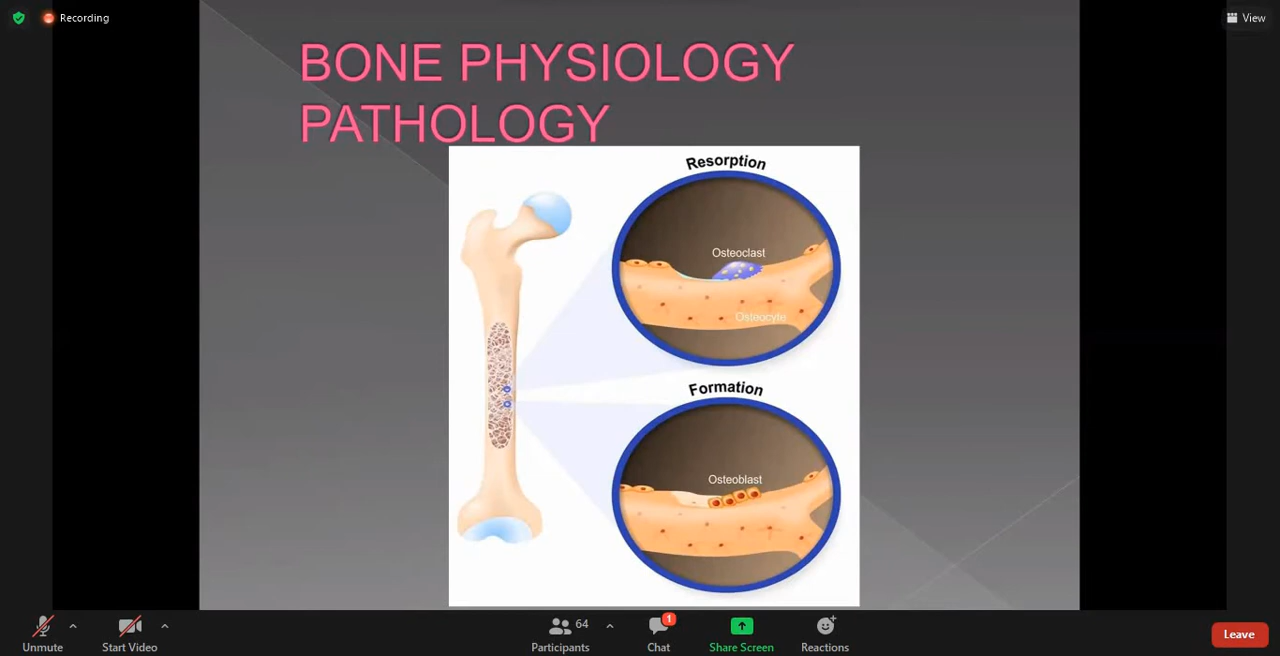 Recording
View
BONE PHYSIOLOGY
PATHOLOGY
Resorption
Osteoclast
Osteocyte
Formation
Osteoblast
64
1
Unmute
Start Video
Participants
Chat
Share Screen
Reactions
Leave